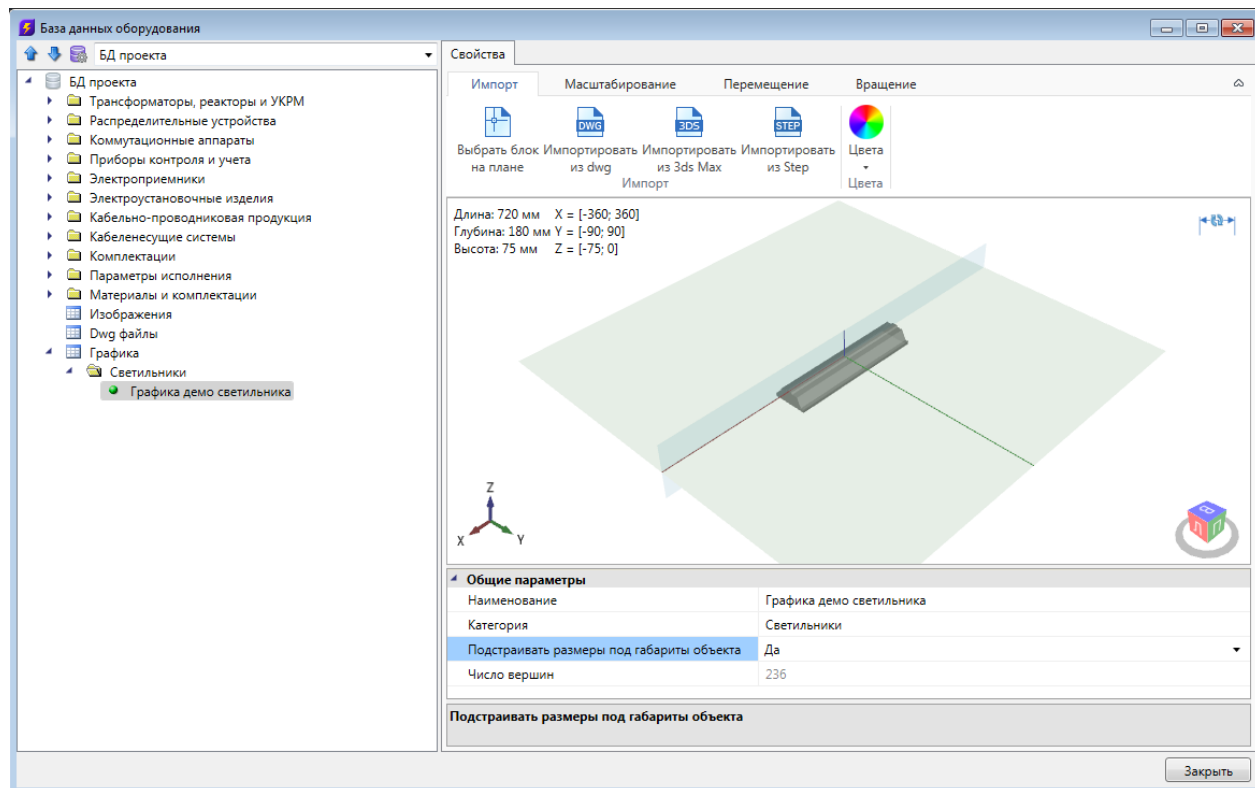 База данных оборудования
БД проекта
БД проекта
Трансформаторы, реакторы и УКРМ
Распределительные устройства
Коммутационные аппараты
Приборы контроля и учета
Электроприемники
Электроустановочные изделия
Кабельно-проводниковая продукция
Кабеленесущие системы
Комплектации
Параметры исполнения
Материалы и комплектации
Изображения
Dwg файлы
Графика
Светильники
Графика демо светильника
Свойства
Импорт Масштабирование Перемещение Вращение
DWG 3DS STEP
Выбрать блок Импортировать Импортировать Импортировать Цвета
на плане из dwg из 3ds Max из Step
Импорт Цвета
Длина: 720 мм X = [-360; 360]
Глубина: 180 мм Y = [-90; 90]
Высота: 75 мм Z = [-75; 0]
Z
X Y
В
Л П
Общие параметры
Наименование Графика демо светильника
Категория Светильники
Подстраивать размеры под габариты объекта Да
Число вершин 236
Подстраивать размеры под габариты объекта
Закрыть